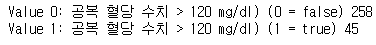 Value 0: 공복 혈당 수치 > 120 mg/dl) (0 = false) 258
Value 1: 공복 혈당 수치 > 120 mg/dl) (1 = true) 45